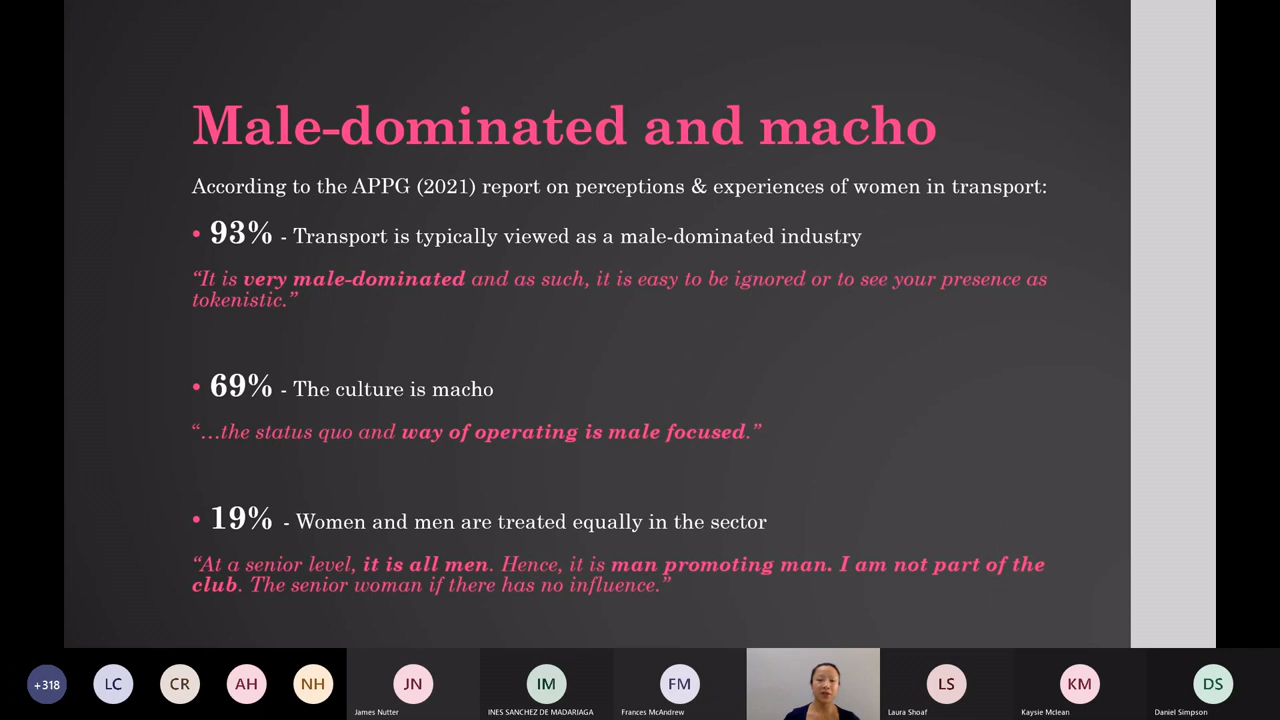 Male-dominated and macho
According to the APPG (2021) report on perceptions & experiences of women in transport:
• 93% - Transport is typically viewed as a male-dominated industry
“It is very male-dominated and as such, it is easy to be ignored or to see your presence as
tokenistic.”
• 69% - The culture is macho
“…the status quo and way of operating is male focused.”
• 19% - Women and men are treated equally in the sector
“At a senior level, it is all men. Hence, it is man promoting man. I am not part of the
club. The senior woman if there has no influence.”
+318 LC CR AH NH JN IM FM LS KM DS
James Nutter INES SANCHEZ DE MADARIAGA Frances McAndrew Laura Shoaf Kaysie Mclean Daniel Simpson